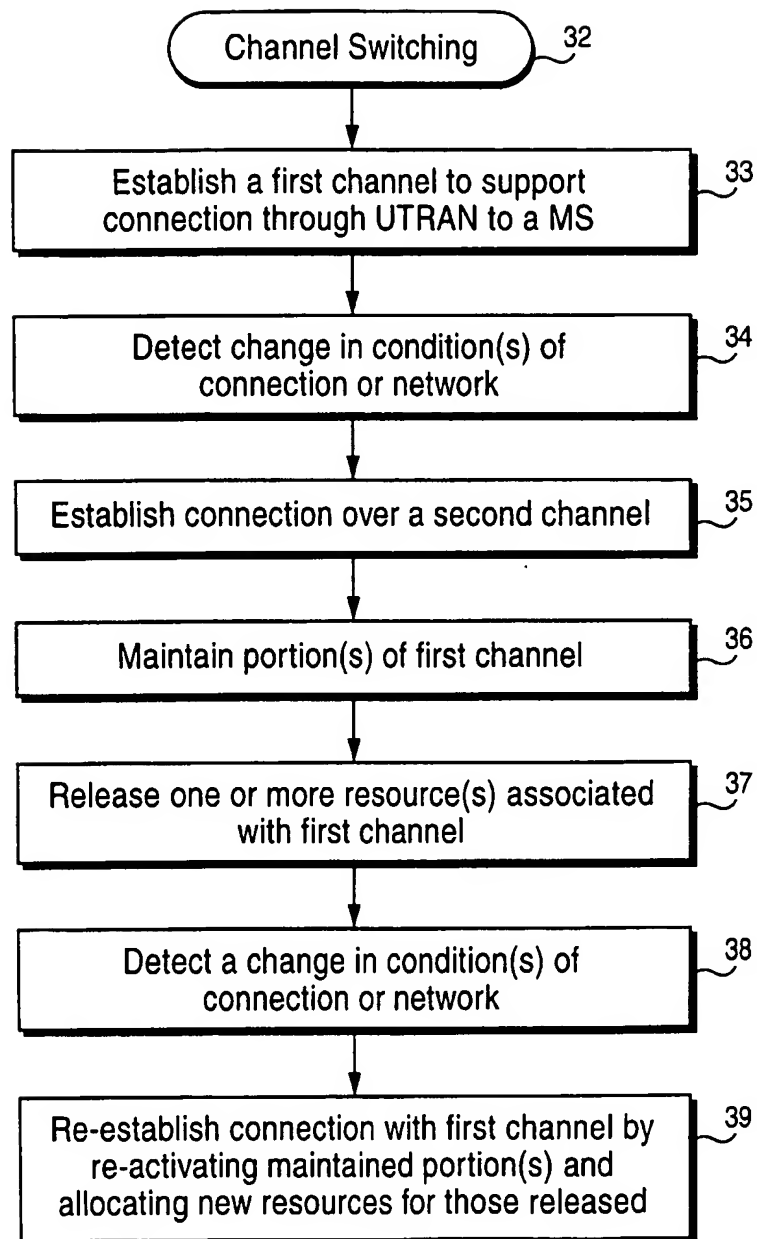 Channel Switching
32
Establish a first channel to support
connection through UTRAN to a MS
33
Detect change in condition(s) of
connection or network
34
Establish connection over a second channel
35
Maintain portion(s) of first channel
36
Release one or more resource(s) associated
with first channel
37
Detect a change in condition(s) of
connection or network
38
Re-establish connection with first channel by
re-activating maintained portion(s) and
allocating new resources for those released
39